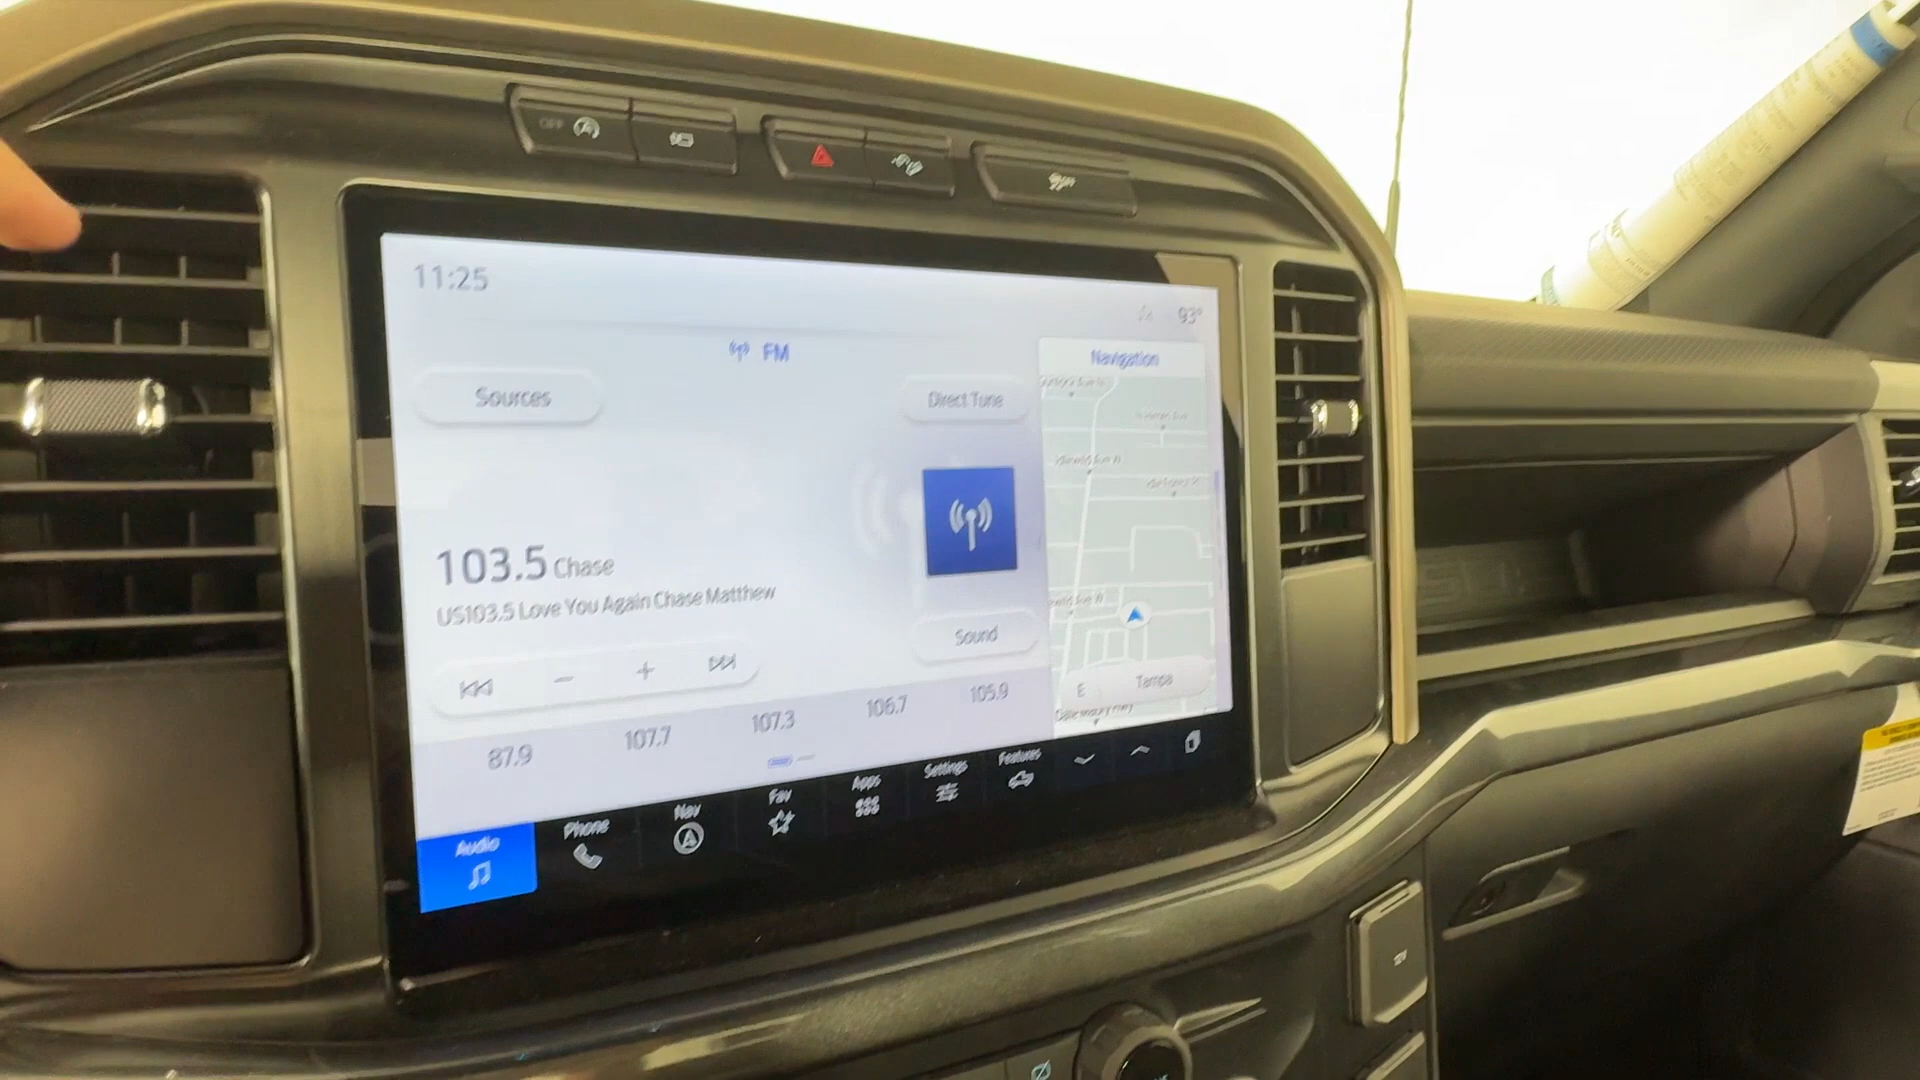 OFF
OFF
11:25
93°
FM
Navigation
Sources
Direct Tune
103.5 Chase
US103.5 Love You Again Chase Matthew
Sound
E
Tampa
87.9
107.7
107.3
106.7
105.9
Audio
Phone
Nav
Fav
Apps
Settings
Features
12V